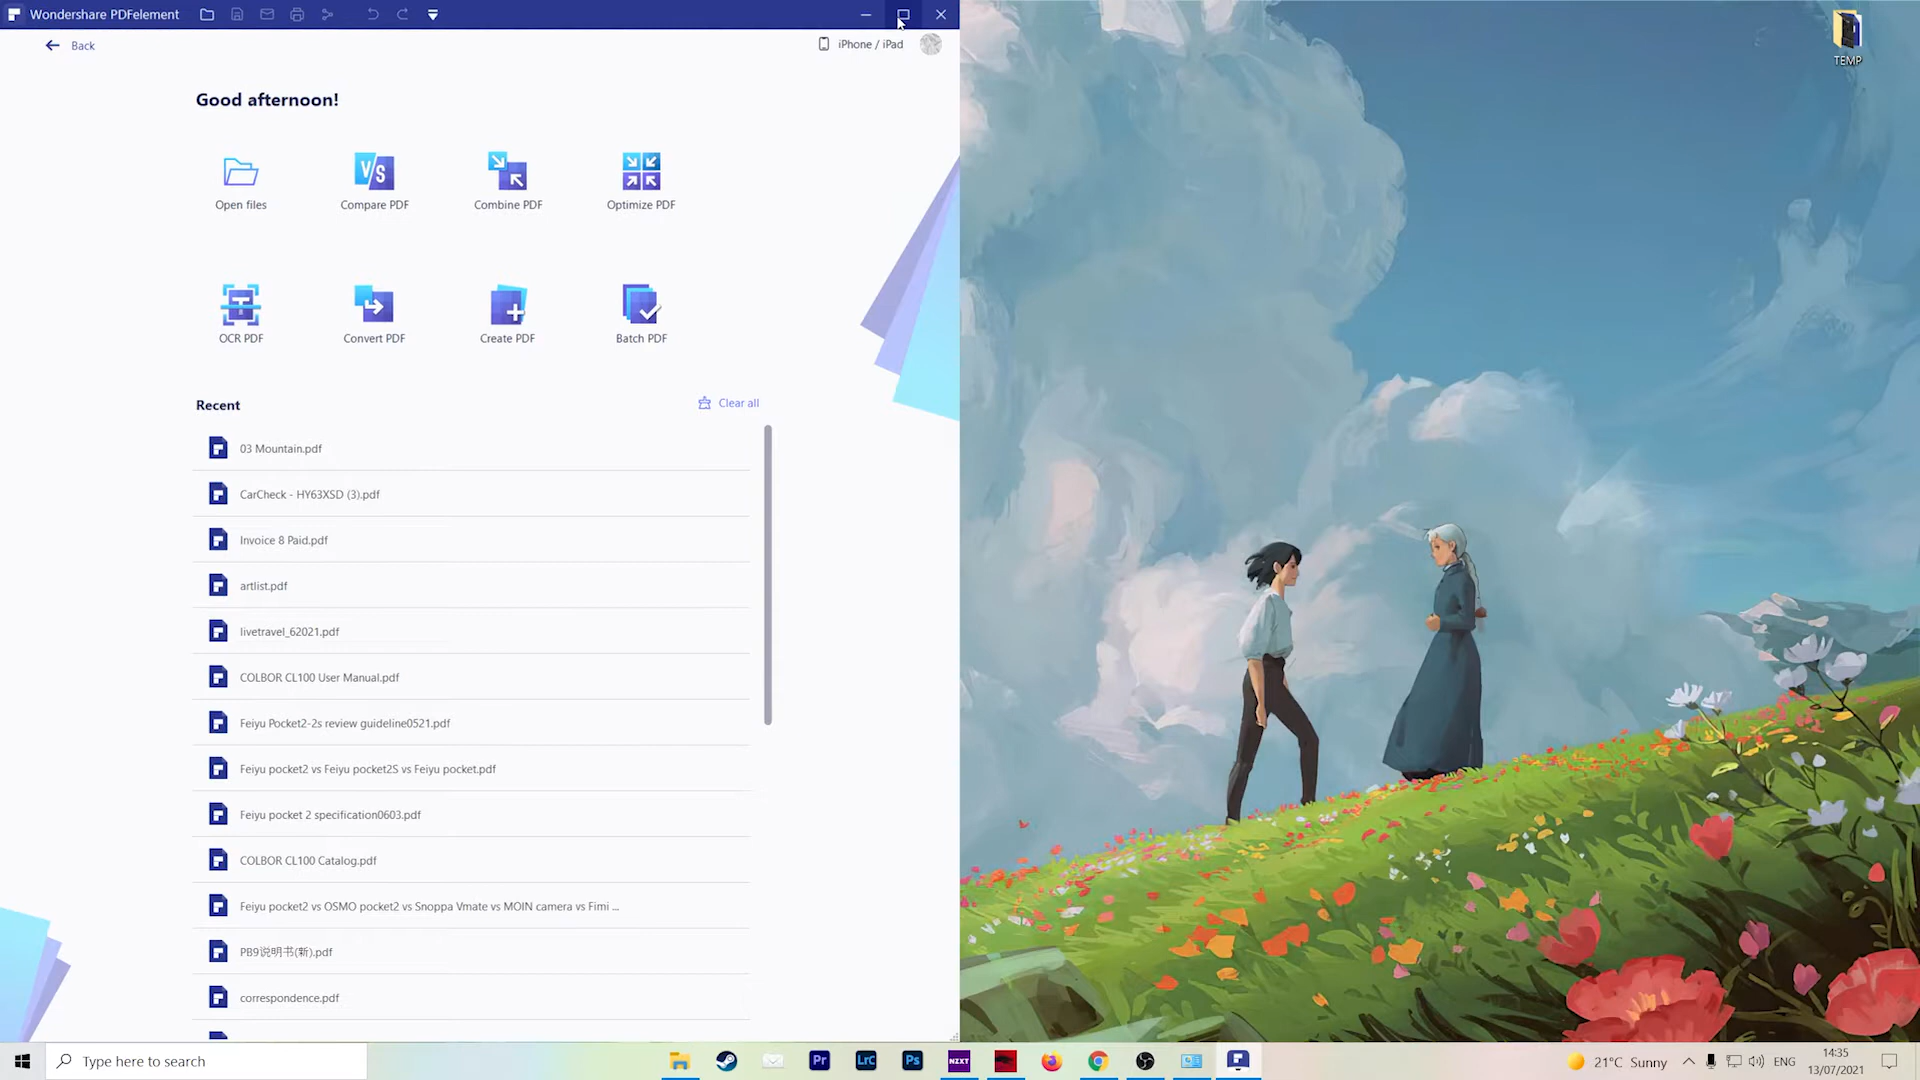 Wondershare PDFelement
Back
iPhone / iPad
Good afternoon!
Open files
Compare PDF
Combine PDF
Optimize PDF
OCR PDF
Convert PDF
Create PDF
Batch PDF
Recent
Clear all
03 Mountain.pdf
CarCheck - HY63XSD (3).pdf
Invoice 8 Paid.pdf
artlist.pdf
livetravel_62021.pdf
COLBOR CL100 User Manual.pdf
Feiyu Pocket2-2s review guideline0521.pdf
Feiyu pocket2 vs Feiyu pocket2S vs Feiyu pocket.pdf
Feiyu pocket 2 specification0603.pdf
COLBOR CL100 Catalog.pdf
Feiyu pocket2 vs OSMO pocket2 vs Snoppa Vmate vs MOIN camera vs Fimi ...
PB9说明书(新).pdf
correspondence.pdf
TEMP
Type here to search
Pr
LrC
Ps
NZXT
21°C Sunny
ENG
14:35
13/07/2021